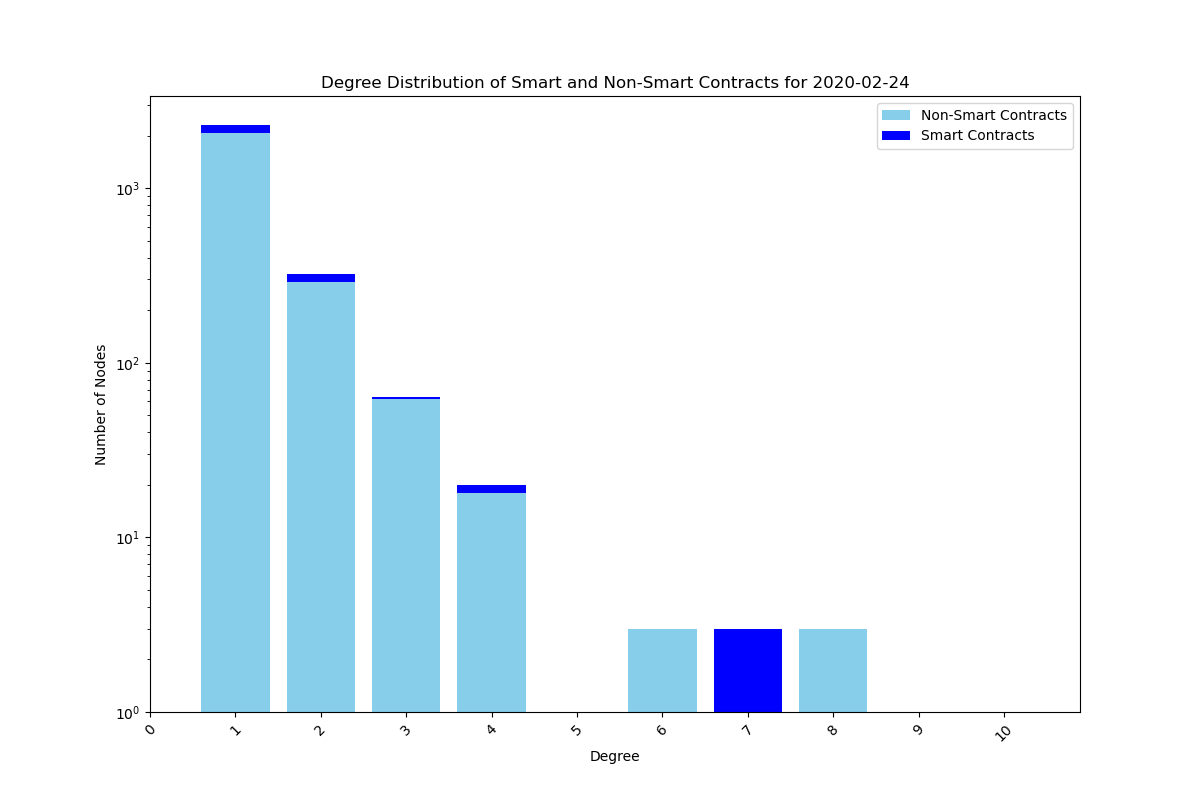 Degree Distribution of Smart and Non-Smart Contracts for 2020-02-24
Non-Smart Contracts
Smart Contracts
Number of Nodes
10³
10²
10¹
10⁰
0 1 2 3 4 5 6 7 8 9 10
Degree